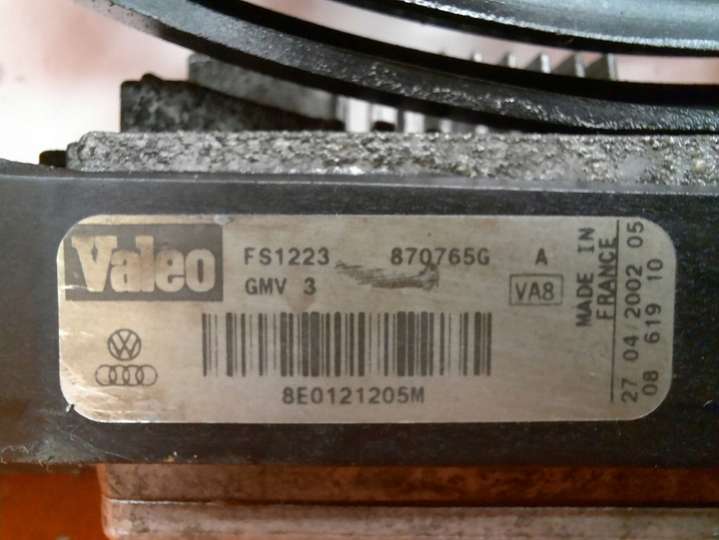 Valeo
FS1223 870765G A
GMV 3 VA8
8E0121205M
MADE IN
FRANCE
27 04/2002 05
08 619 10